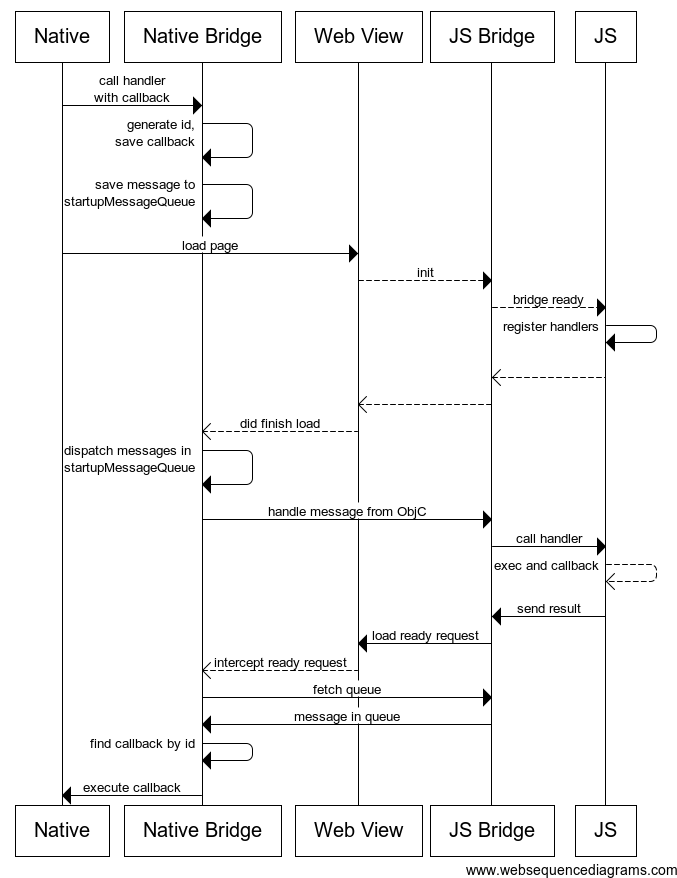 Native
Native Bridge
Web View
JS Bridge
JS
call handler
with callback
generate id,
save callback
save message to
startupMessageQueue
load page
init
bridge ready
register handlers
did finish load
dispatch messages in
startupMessageQueue
handle message from ObjC
call handler
exec and callback
send result
load ready request
intercept ready request
fetch queue
message in queue
find callback by id
execute callback
Native
Native Bridge
Web View
JS Bridge
JS
www.websequencediagrams.com